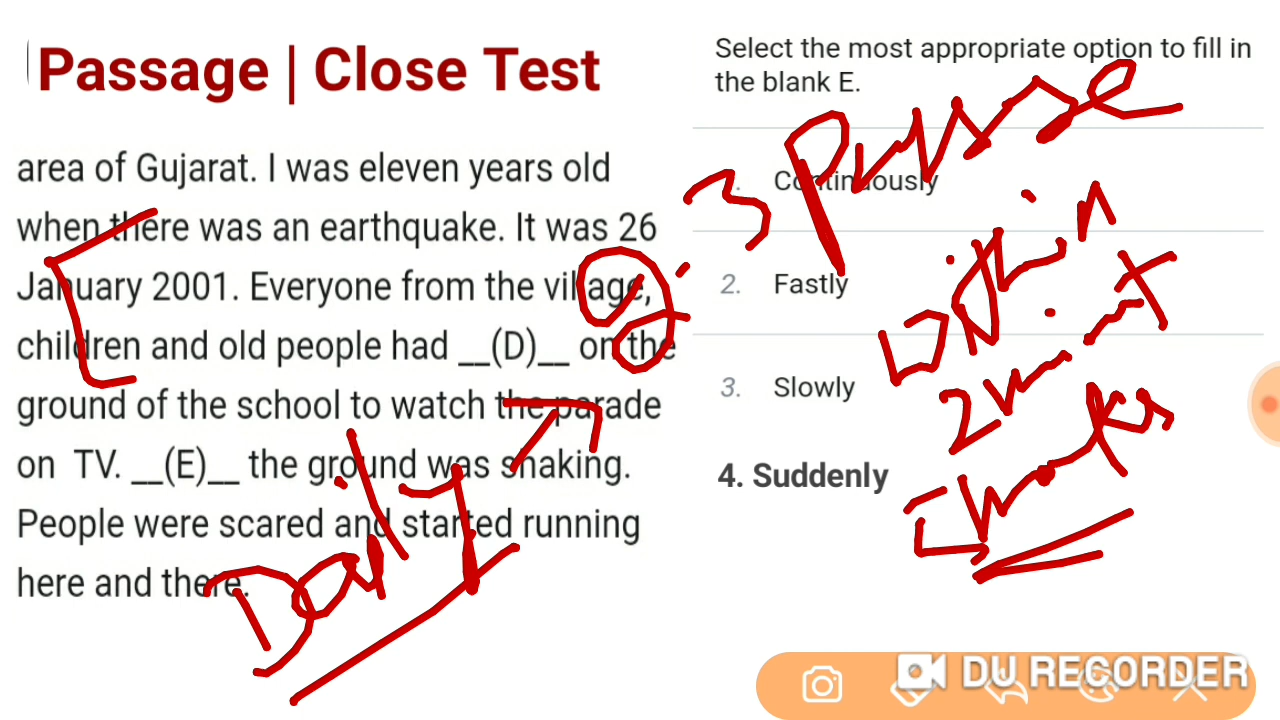 Passage | Close Test
area of Gujarat. I was eleven years old
when there was an earthquake. It was 26
January 2001. Everyone from the village,
children and old people had __(D)__ on the
ground of the school to watch the parade
on TV. __(E)__ the ground was shaking.
People were scared and started running
here and there.
Daily
Select the most appropriate option to fill in
the blank E.
Continuously
2. Fastly
3. Slowly
4. Suddenly
3
DU RECORDER